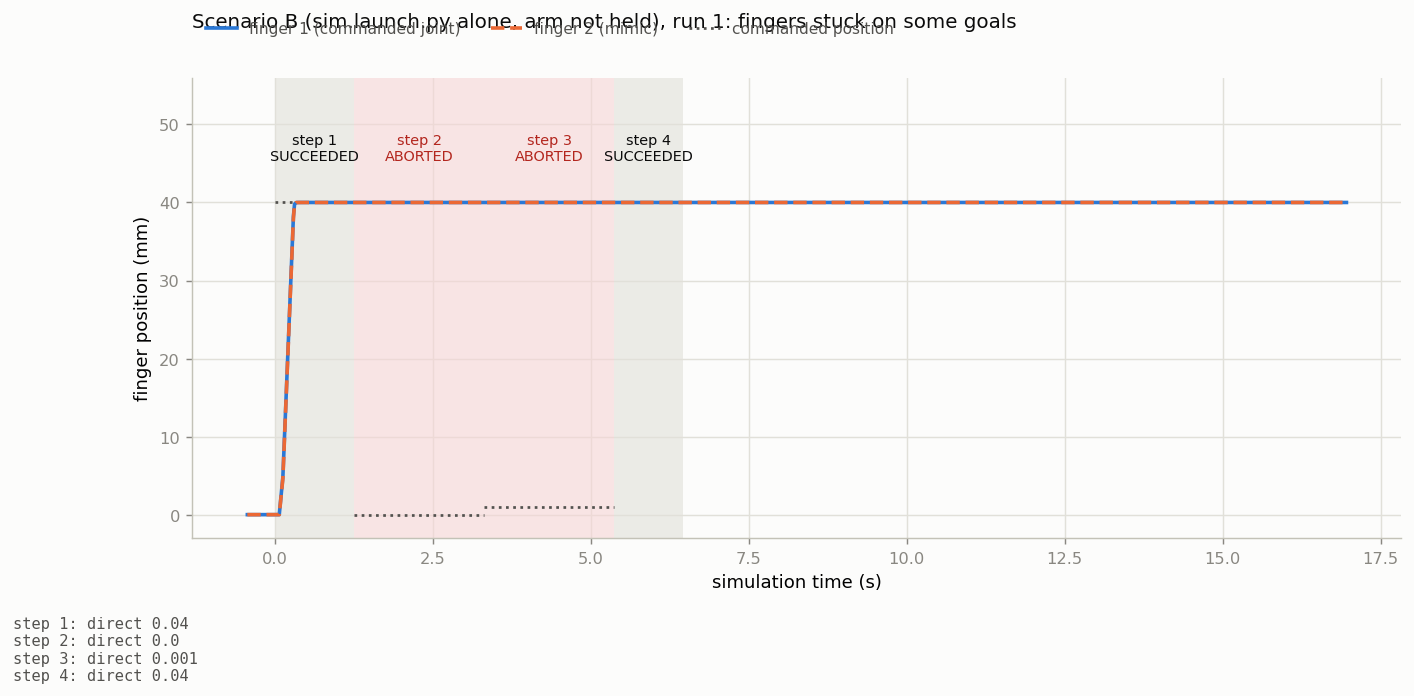 Scenario B (sim.launch.py alone, arm not held), run 1: fingers stuck on some goals
finger 1 (commanded joint)
finger 2 (mimic)
commanded position
50
40
30
20
10
0
finger position (mm)
step 1
SUCCEEDED
step 2
ABORTED
step 3
ABORTED
step 4
SUCCEEDED
0.0
2.5
5.0
7.5
10.0
12.5
15.0
17.5
simulation time (s)
step 1: direct 0.04
step 2: direct 0.0
step 3: direct 0.001
step 4: direct 0.04